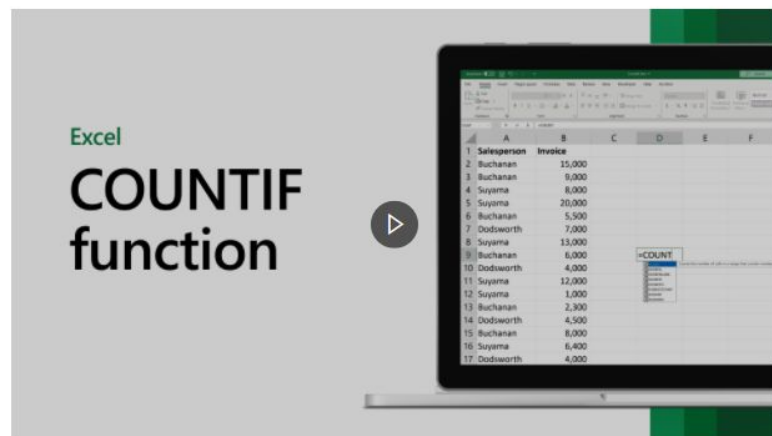 Excel
COUNTIF
function
A B C D E F
1 Salesperson Invoice
2 Buchanan 15,000
3 Buchanan 9,000
4 Suyama 8,000
5 Suyama 20,000
6 Buchanan 5,500
7 Dodsworth 7,000
8 Suyama 13,000
9 Buchanan 6,000 =COUNT
10 Dodsworth 4,000
11 Suyama 12,000
12 Suyama 1,000
13 Buchanan 2,300
14 Dodsworth 4,500
15 Buchanan 8,000
16 Suyama 6,400
17 Dodsworth 4,000